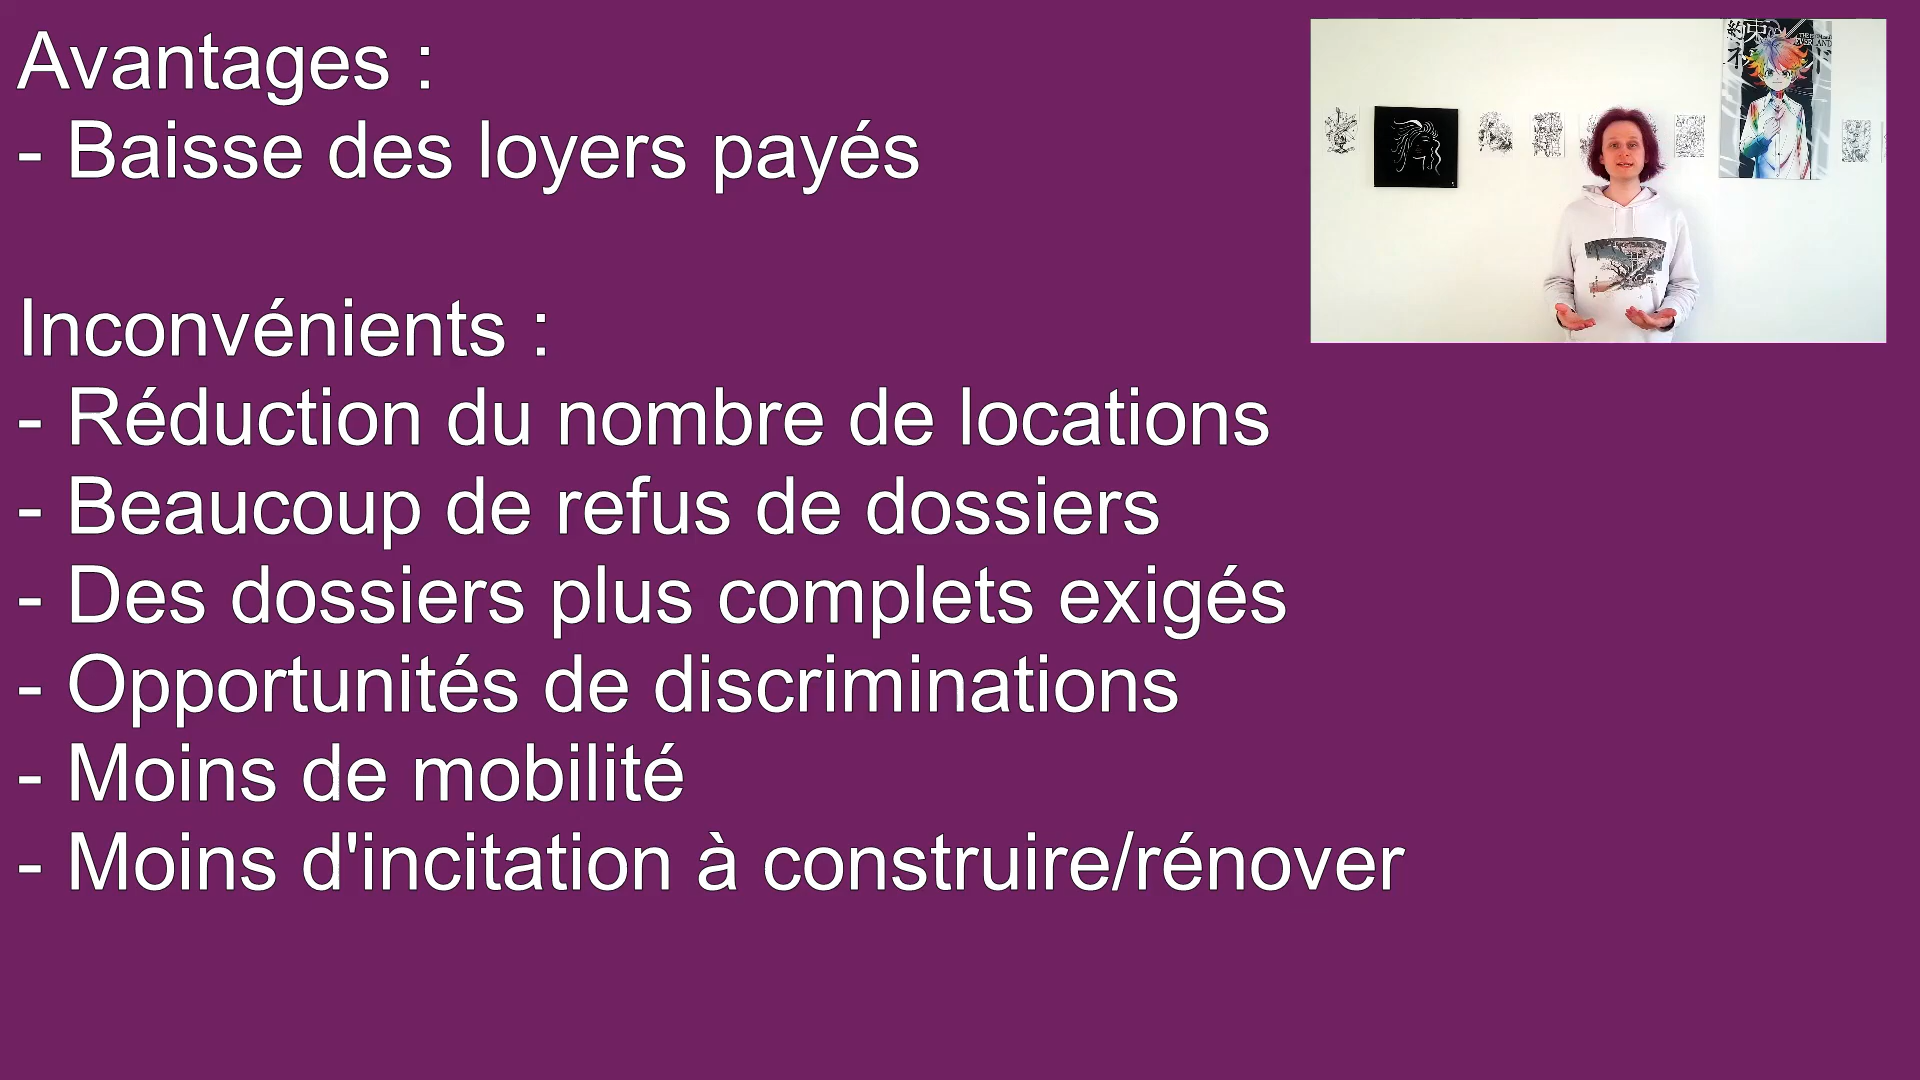 Avantages :
- Baisse des loyers payés
Inconvénients :
- Réduction du nombre de locations
- Beaucoup de refus de dossiers
- Des dossiers plus complets exigés
- Opportunités de discriminations
- Moins de mobilité
- Moins d'incitation à construire/rénover